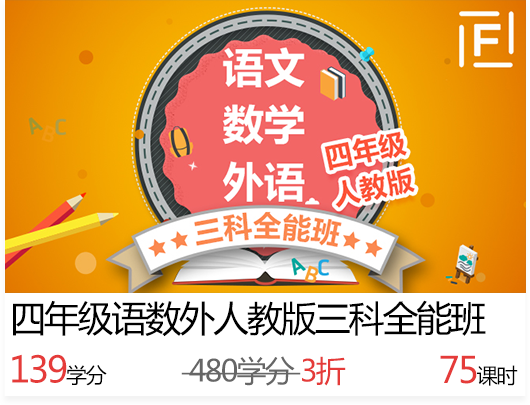 语文
数学
外语
四年级
人教版
三科全能班
ABC
ABC
F
四年级语数外人教版三科全能班
139学分 480学分 3折 75课时